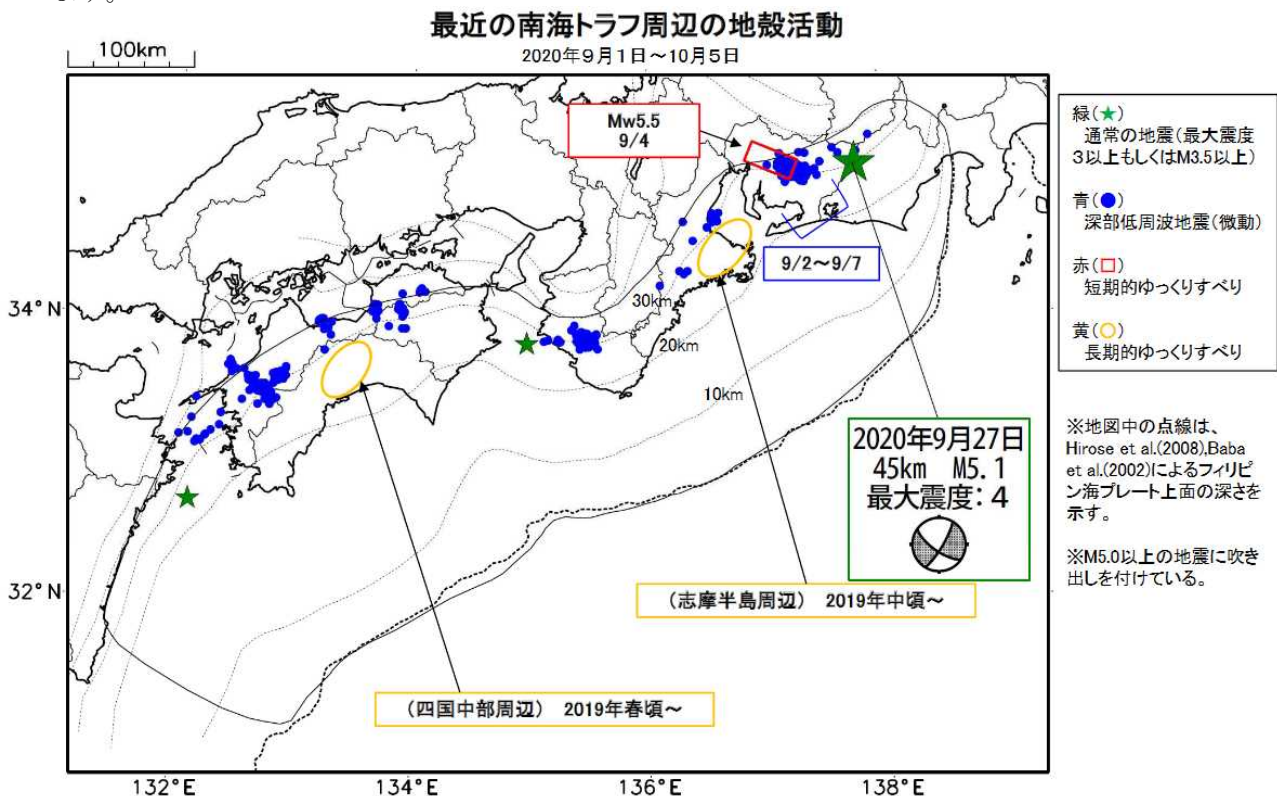 最近の南海トラフ周辺の地殻活動
2020年9月1日～10月5日
100km
Mw5.5
9/4
9/2～9/7
30km
20km
10km
34°N
32°N
132°E
134°E
136°E
138°E
2020年9月27日
45km M5.1
最大震度：4
(志摩半島周辺) 2019年中頃～
(四国中部周辺) 2019年春頃～
緑(★)
通常の地震(最大震度
3以上もしくはM3.5以上)
青(●)
深部低周波地震(微動)
赤(□)
短期的ゆっくりすべり
黄(○)
長期的ゆっくりすべり
※地図中の点線は、
Hirose et al.(2008),Baba
et al.(2002)によるフィリピ
ン海プレート上面の深さを
示す。
※M5.0以上の地震に吹き
出しを付けている。